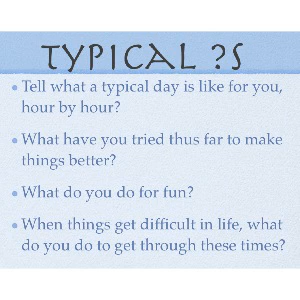 TYPICAL ?S
• Tell what a typical day is like for you,
hour by hour?
• What have you tried thus far to make
things better?
• What do you do for fun?
• When things get difficult in life, what
do you do to get through these times?